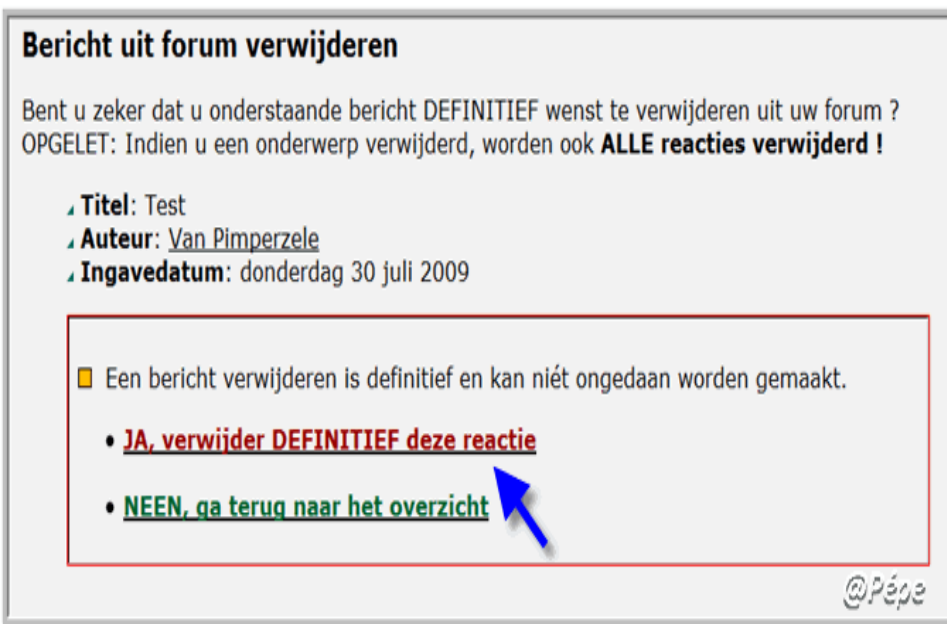 Bericht uit forum verwijderen
Bent u zeker dat u onderstaande bericht DEFINITIEF wenst te verwijderen uit uw forum ?
OPGELET: Indien u een onderwerp verwijderd, worden ook ALLE reacties verwijderd !
Titel: Test
Auteur: Van Pimperzele
Ingavedatum: donderdag 30 juli 2009
Een bericht verwijderen is definitief en kan niét ongedaan worden gemaakt.
• JA, verwijder DEFINITIEF deze reactie
• NEEN, ga terug naar het overzicht
@Pépe